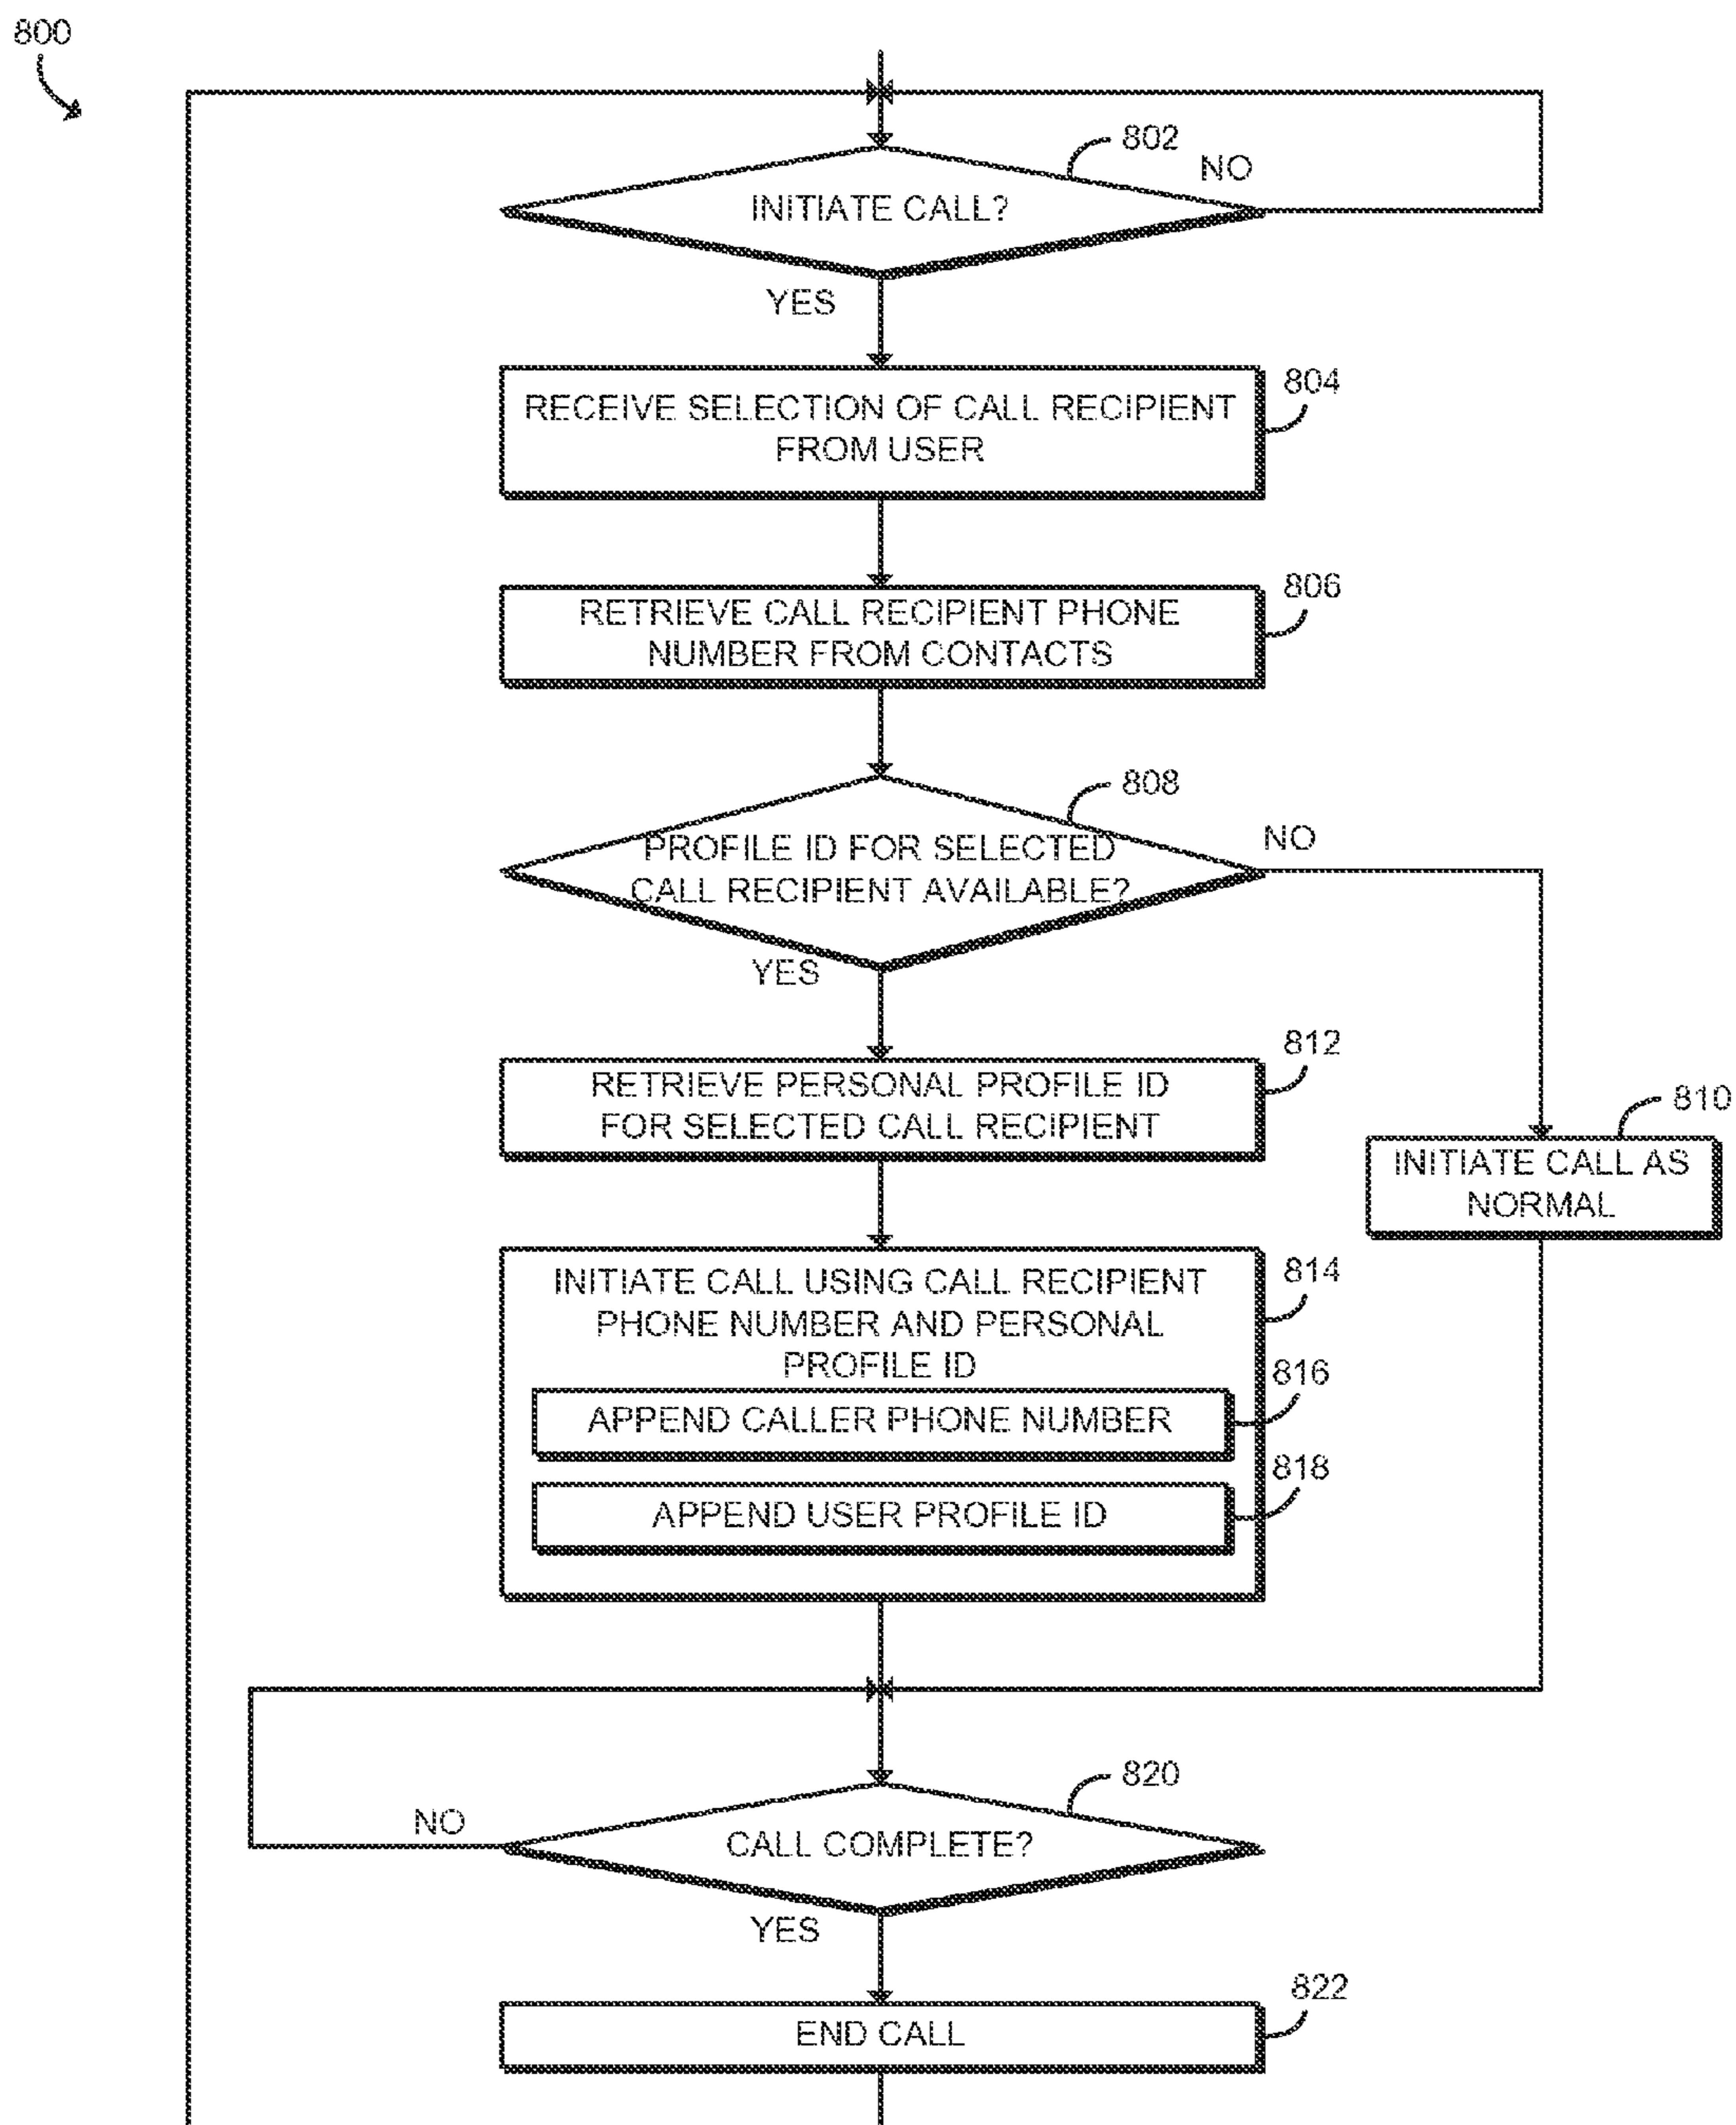 800
802
NO
INITIATE CALL?
YES
804
RECEIVE SELECTION OF CALL RECIPIENT
FROM USER
806
RETRIEVE CALL RECIPIENT PHONE
NUMBER FROM CONTACTS
808
NO
PROFILE ID FOR SELECTED
CALL RECIPIENT AVAILABLE?
YES
812
RETRIEVE PERSONAL PROFILE ID
FOR SELECTED CALL RECIPIENT
810
INITIATE CALL AS
NORMAL
814
INITIATE CALL USING CALL RECIPIENT
PHONE NUMBER AND PERSONAL
PROFILE ID
816
APPEND CALLER PHONE NUMBER
818
APPEND USER PROFILE ID
820
NO
CALL COMPLETE?
YES
822
END CALL